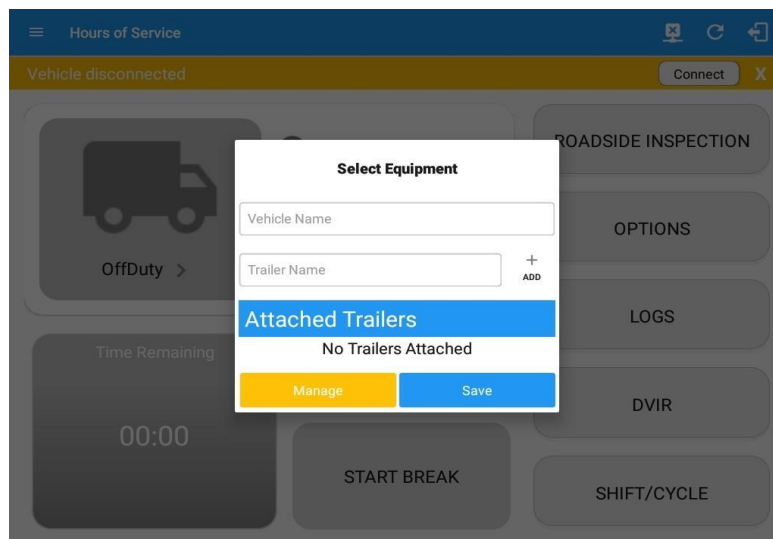 Hours of Service
Vehicle disconnected
Connect X
ROADSIDE INSPECTION
Select Equipment
Vehicle Name
OPTIONS
OffDuty >
Trailer Name
+
ADD
Attached Trailers
LOGS
Time Remaining
No Trailers Attached
Manage
Save
DVIR
00:00
START BREAK
SHIFT/CYCLE